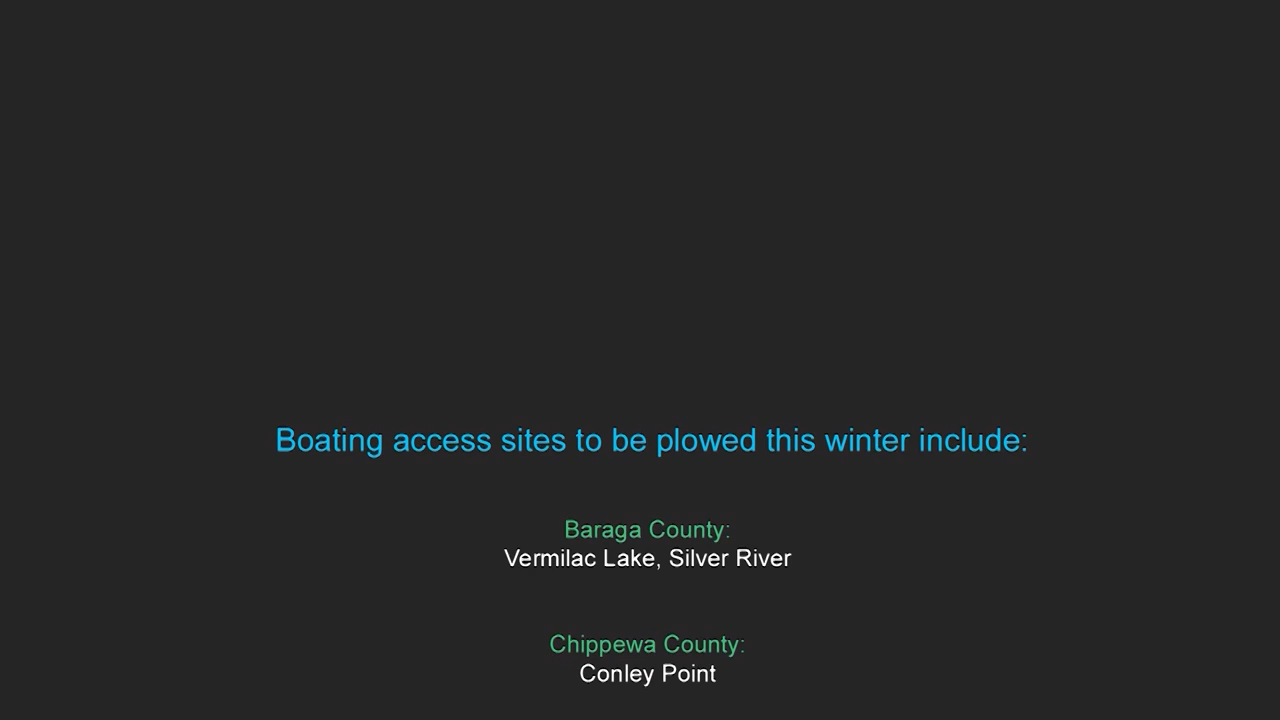 Boating access sites to be plowed this winter include:
Baraga County:
Vermilac Lake, Silver River
Chippewa County:
Conley Point